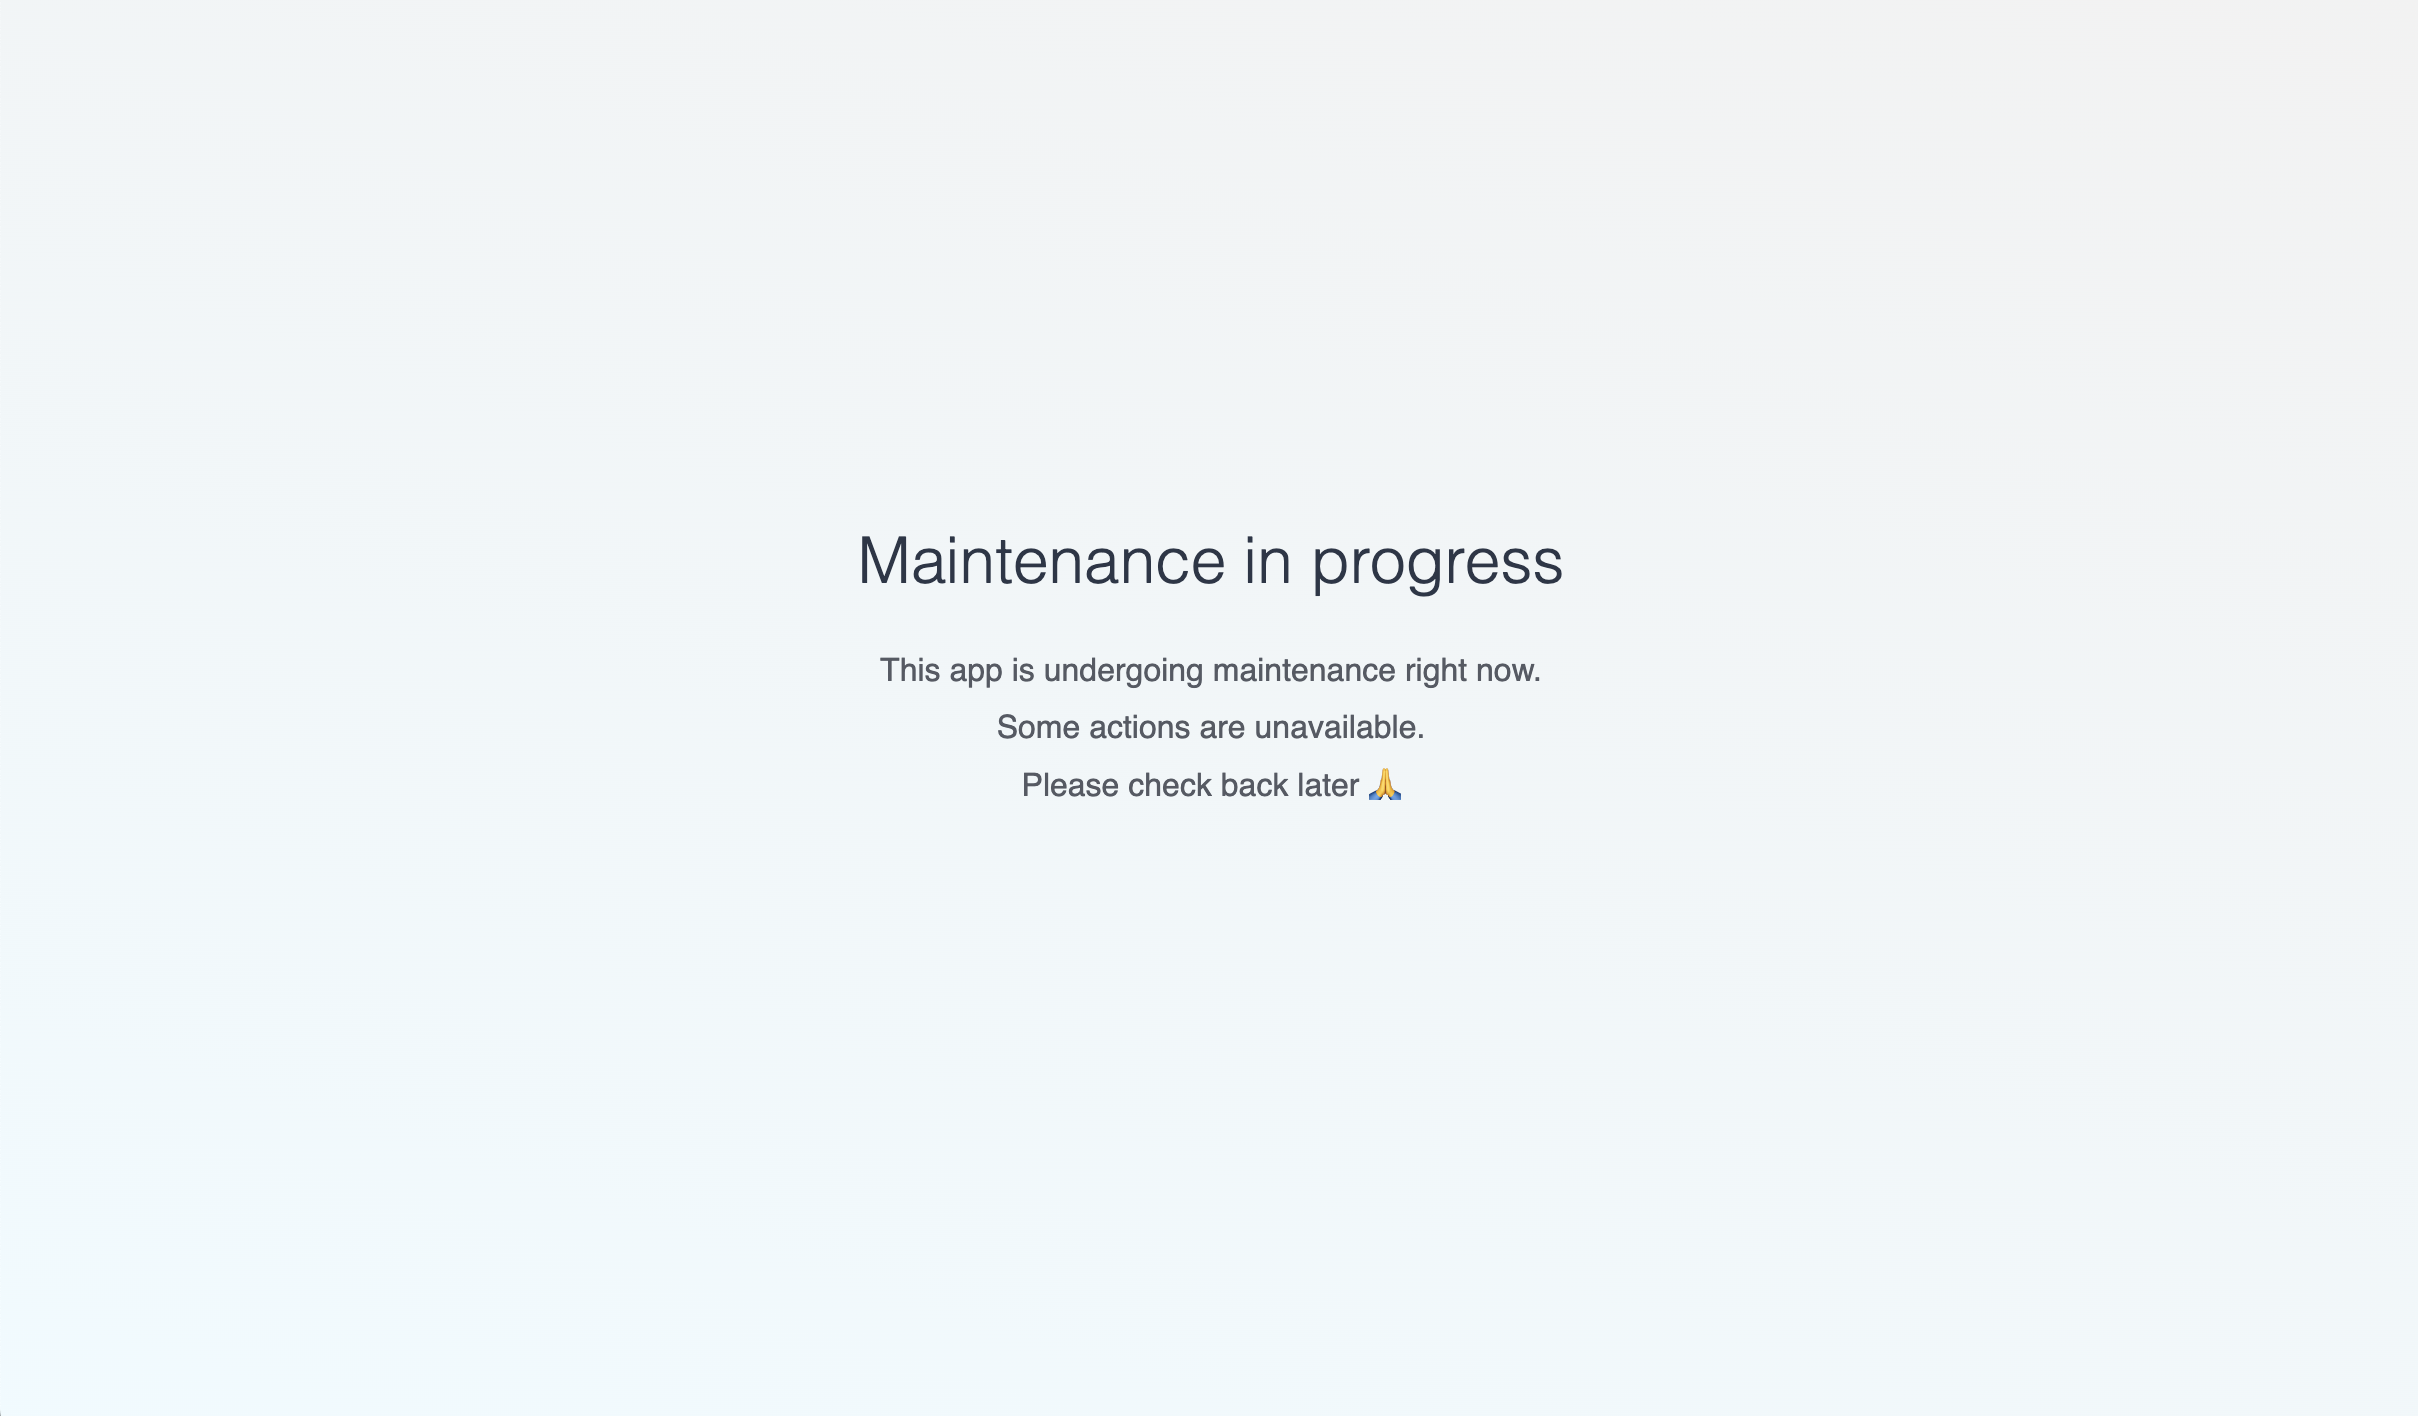 Maintenance in progress
This app is undergoing maintenance right now.
Some actions are unavailable.
Please check back later 🙏